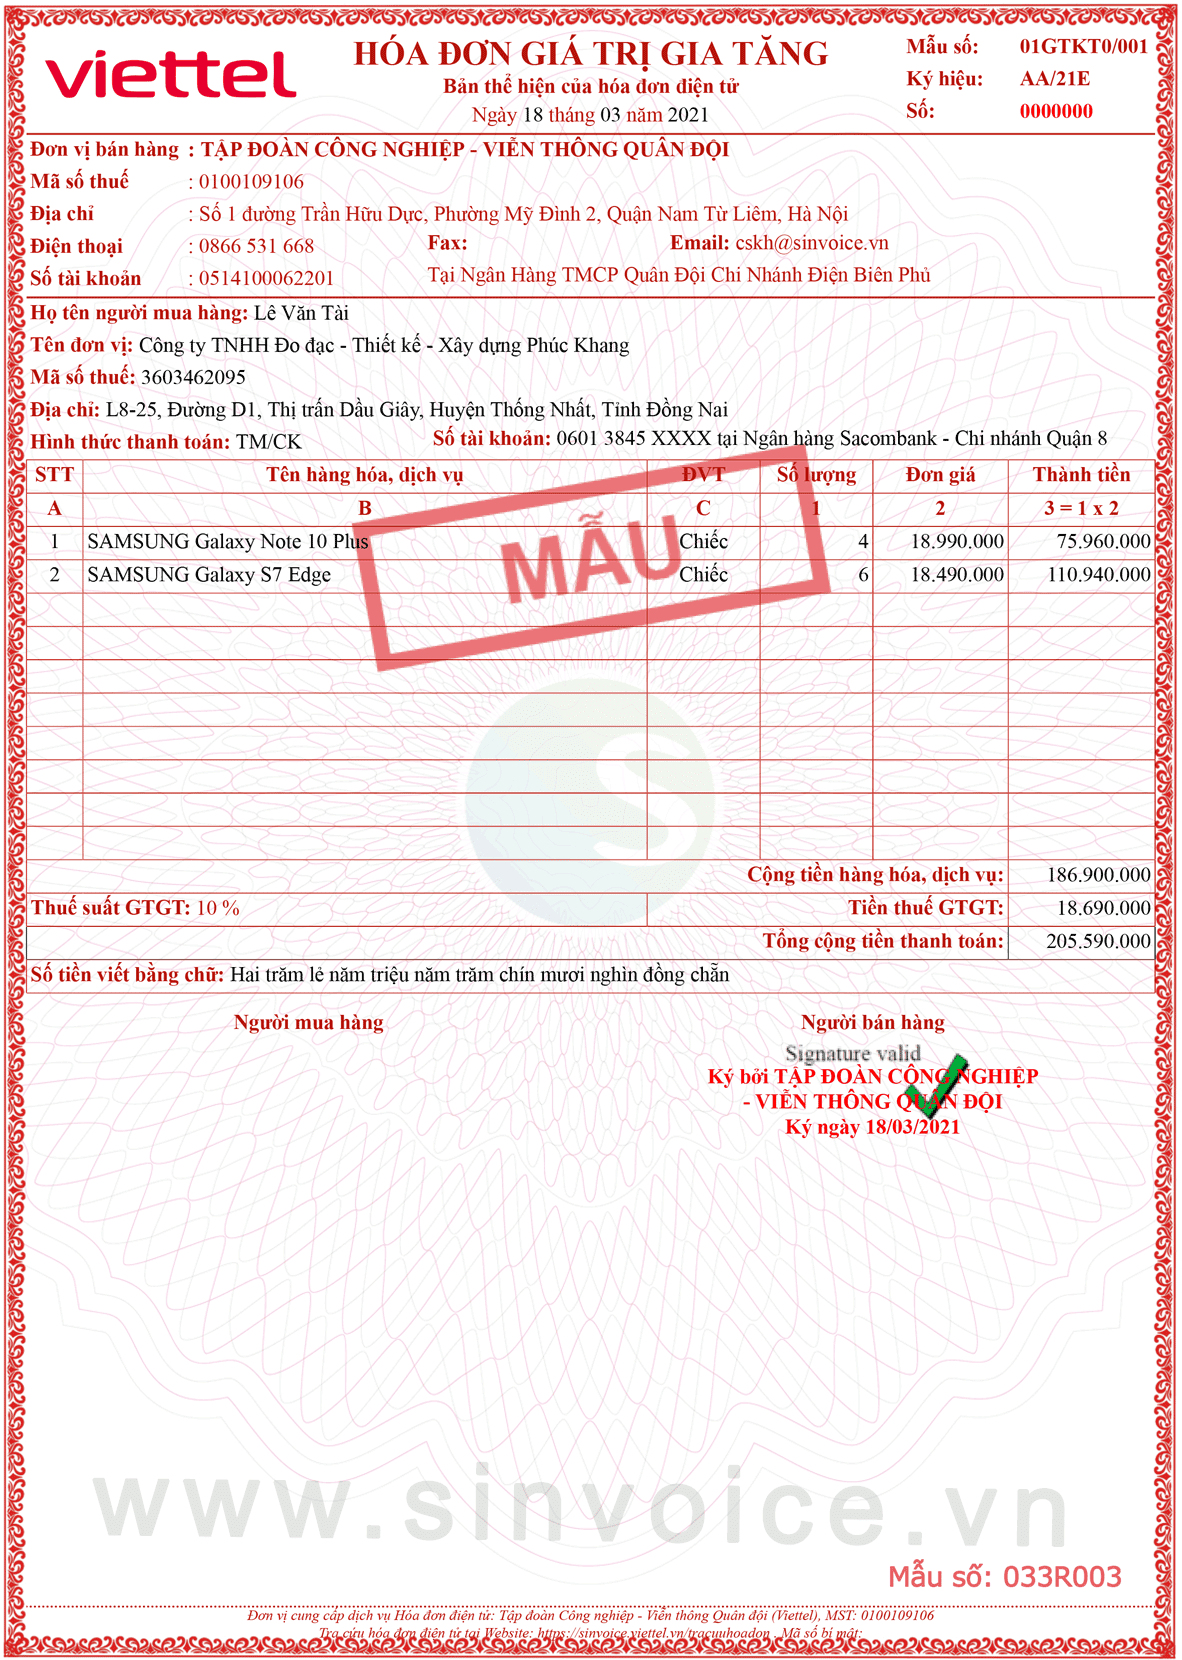 viettel
HÓA ĐƠN GIÁ TRỊ GIA TĂNG
Bản thể hiện của hóa đơn điện tử
Ngày 18 tháng 03 năm 2021
Mẫu số: 01GTKT0/001
Ký hiệu: AA/21E
Số: 0000000
Đơn vị bán hàng : TẬP ĐOÀN CÔNG NGHIỆP - VIỄN THÔNG QUÂN ĐỘI
Mã số thuế : 0100109106
Địa chỉ : Số 1 đường Trần Hữu Dực, Phường Mỹ Đình 2, Quận Nam Từ Liêm, Hà Nội
Điện thoại : 0866 531 668 Fax: Email: cskh@sinvoice.vn
Số tài khoản : 0514100062201 Tại Ngân Hàng TMCP Quân Đội Chi Nhánh Điện Biên Phủ
Họ tên người mua hàng: Lê Văn Tài
Tên đơn vị: Công ty TNHH Đo đạc - Thiết kế - Xây dựng Phúc Khang
Mã số thuế: 3603462095
Địa chỉ: L8-25, Đường D1, Thị trấn Dầu Giây, Huyện Thống Nhất, Tỉnh Đồng Nai
Hình thức thanh toán: TM/CK Số tài khoản: 0601 3845 XXXX tại Ngân hàng Sacombank - Chi nhánh Quận 8
STT Tên hàng hóa, dịch vụ ĐVT Số lượng Đơn giá Thành tiền
A B C 1 2 3 = 1 x 2
1 SAMSUNG Galaxy Note 10 Plus Chiếc 4 18.990.000 75.960.000
2 SAMSUNG Galaxy S7 Edge Chiếc 6 18.490.000 110.940.000
MẪU
Cộng tiền hàng hóa, dịch vụ: 186.900.000
Thuế suất GTGT: 10 % Tiền thuế GTGT: 18.690.000
Tổng cộng tiền thanh toán: 205.590.000
Số tiền viết bằng chữ: Hai trăm lẻ năm triệu năm trăm chín mươi nghìn đồng chẵn
Người mua hàng Người bán hàng
Signature valid
Ký bởi TẬP ĐOÀN CÔNG NGHIỆP
- VIỄN THÔNG QUÂN ĐỘI
Ký ngày 18/03/2021
www.sinvoice.vn
Mẫu số: 033R003
Đơn vị cung cấp dịch vụ Hóa đơn điện tử: Tập đoàn Công nghiệp - Viễn thông Quân đội (Viettel), MST: 0100109106
Tra cứu hóa đơn điện tử tại Website: https://sinvoice.viettel.vn/tracuuhoadon . Mã số bí mật: